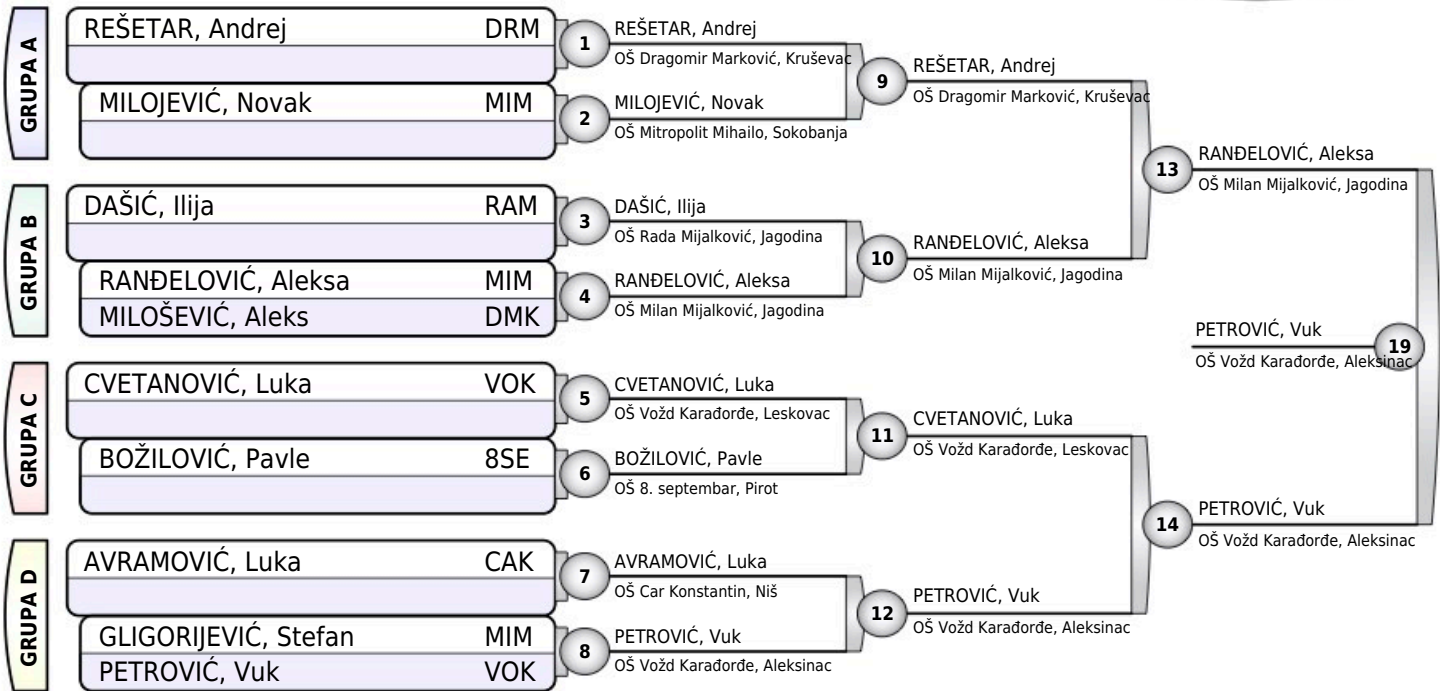 GRUPA A
REŠETAR, Andrej DRM
MILOJEVIĆ, Novak MIM
GRUPA B
DAŠIĆ, Ilija RAM
RANĐELOVIĆ, Aleksa MIM
MILOŠEVIĆ, Aleks DMK
GRUPA C
CVETANOVIĆ, Luka VOK
BOŽILOVIĆ, Pavle 8SE
GRUPA D
AVRAMOVIĆ, Luka CAK
GLIGORIJEVIĆ, Stefan MIM
PETROVIĆ, Vuk VOK
1
REŠETAR, Andrej
OŠ Dragomir Marković, Kruševac
2
MILOJEVIĆ, Novak
OŠ Mitropolit Mihailo, Sokobanja
3
DAŠIĆ, Ilija
OŠ Rada Mijalković, Jagodina
4
RANĐELOVIĆ, Aleksa
OŠ Milan Mijalković, Jagodina
5
CVETANOVIĆ, Luka
OŠ Vožd Karađorđe, Leskovac
6
BOŽILOVIĆ, Pavle
OŠ 8. septembar, Pirot
7
AVRAMOVIĆ, Luka
OŠ Car Konstantin, Niš
8
PETROVIĆ, Vuk
OŠ Vožd Karađorđe, Aleksinac
9
REŠETAR, Andrej
OŠ Dragomir Marković, Kruševac
10
RANĐELOVIĆ, Aleksa
OŠ Milan Mijalković, Jagodina
11
CVETANOVIĆ, Luka
OŠ Vožd Karađorđe, Leskovac
12
PETROVIĆ, Vuk
OŠ Vožd Karađorđe, Aleksinac
13
RANĐELOVIĆ, Aleksa
OŠ Milan Mijalković, Jagodina
14
PETROVIĆ, Vuk
OŠ Vožd Karađorđe, Aleksinac
PETROVIĆ, Vuk
19
OŠ Vožd Karađorđe, Aleksinac